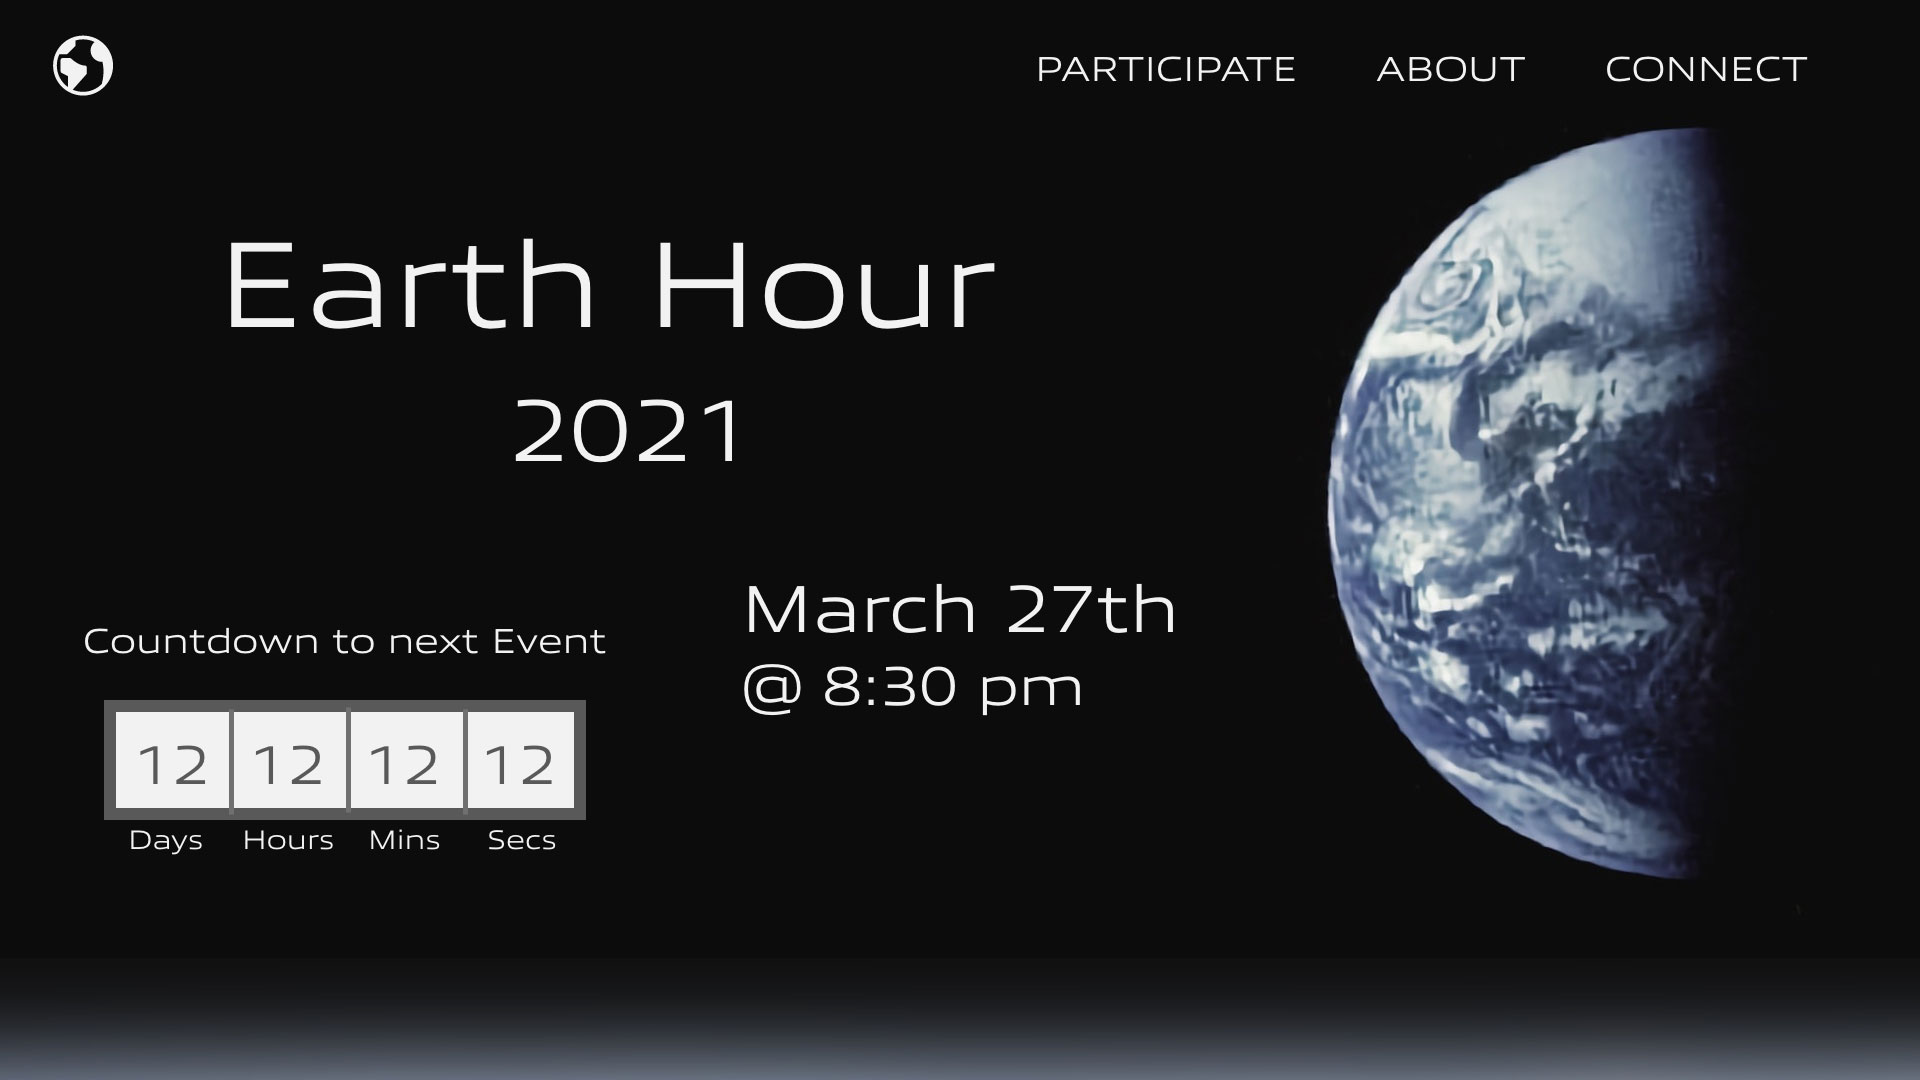 PARTICIPATE ABOUT CONNECT
Earth Hour
2021
March 27th
@ 8:30 pm
Countdown to next Event
12 12 12 12
Days Hours Mins Secs